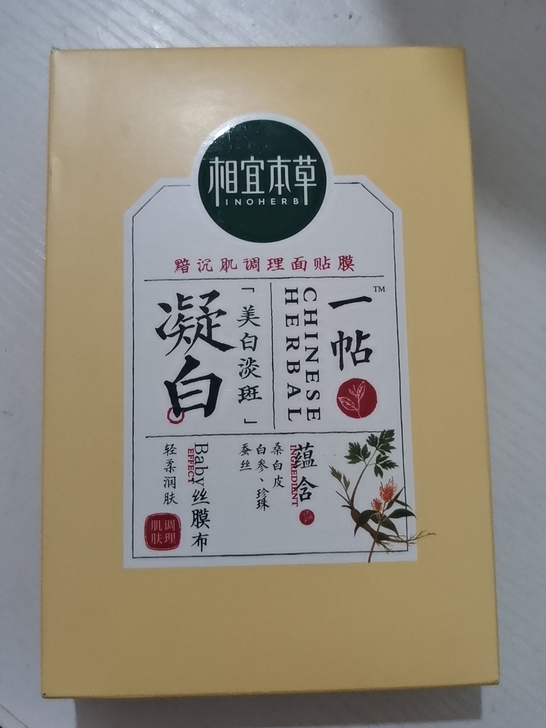 相宜本草
INOHERB
黯沉肌调理面贴膜
一帖
TM
CHINESE
HERBAL
「美白淡斑」
凝白
蕴含
INGREDIENT
桑白皮
白参、珍珠
蚕丝
Baby丝膜布
EFFECT
轻柔润肤
调理
肌肤